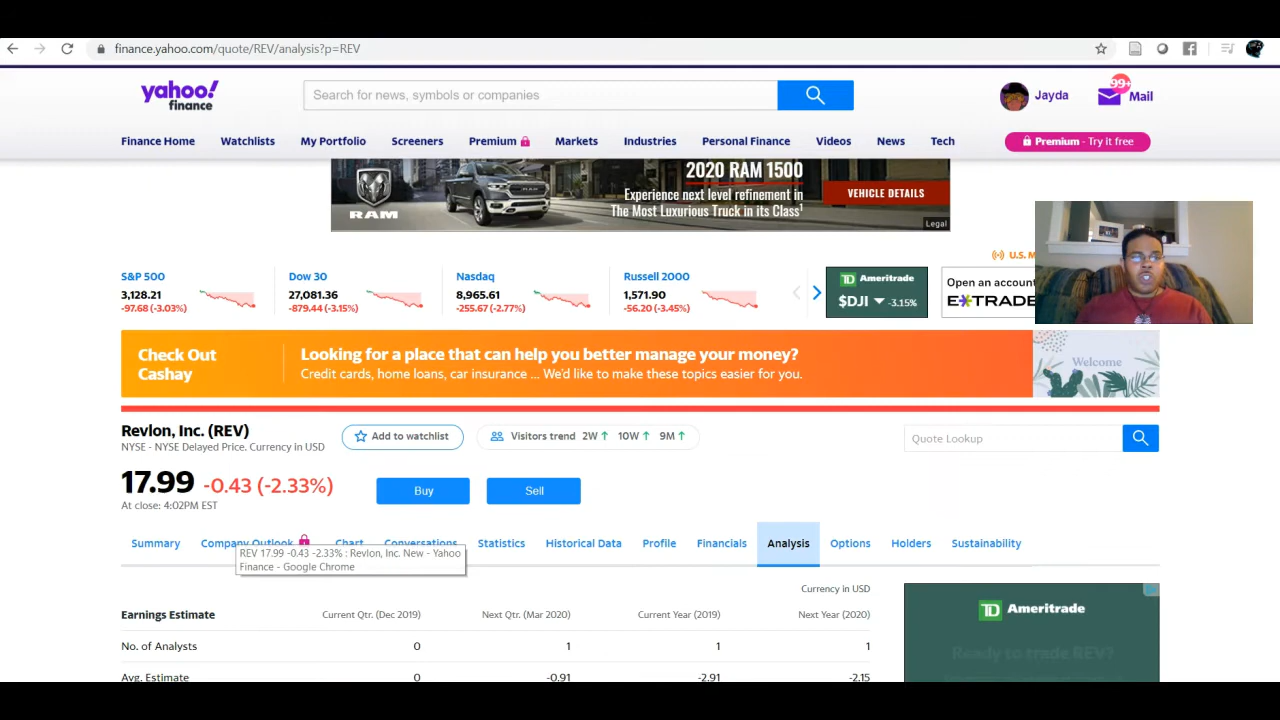 finance.yahoo.com/quote/REV/analysis?p=REV
yahoo!
finance
Search for news, symbols or companies
Jayda
99+
Mail
Finance Home Watchlists My Portfolio Screeners Premium Markets Industries Personal Finance Videos News Tech
Premium - Try it free
RAM
2020 RAM 1500
Experience next level refinement in
The Most Luxurious Truck in its Class¹
VEHICLE DETAILS
Legal
U.S. M
S&P 500
3,128.21
-97.68 (-3.03%)
Dow 30
27,081.36
-879.44 (-3.15%)
Nasdaq
8,965.61
-255.67 (-2.77%)
Russell 2000
1,571.90
-56.20 (-3.45%)
TD Ameritrade
$DJI -3.15%
Open an account
E*TRADE
Check Out
Cashay
Looking for a place that can help you better manage your money?
Credit cards, home loans, car insurance ... We'd like to make these topics easier for you.
Welcome
Revlon, Inc. (REV)
NYSE - NYSE Delayed Price. Currency in USD
Add to watchlist
Visitors trend 2W↑ 10W↑ 9M↑
Quote Lookup
17.99 -0.43 (-2.33%)
At close: 4:02PM EST
Buy
Sell
Summary Company Outlook Chart Conversations Statistics Historical Data Profile Financials Analysis Options Holders Sustainability
REV 17.99 -0.43 -2.33% : Revlon, Inc. New - Yahoo
Finance - Google Chrome
Currency in USD
Earnings Estimate Current Qtr. (Dec 2019) Next Qtr. (Mar 2020) Current Year (2019) Next Year (2020)
No. of Analysts 0 1 1 1
Avg. Estimate 0 -0.91 -2.91 -2.15
TD Ameritrade
Ready to trade REV?